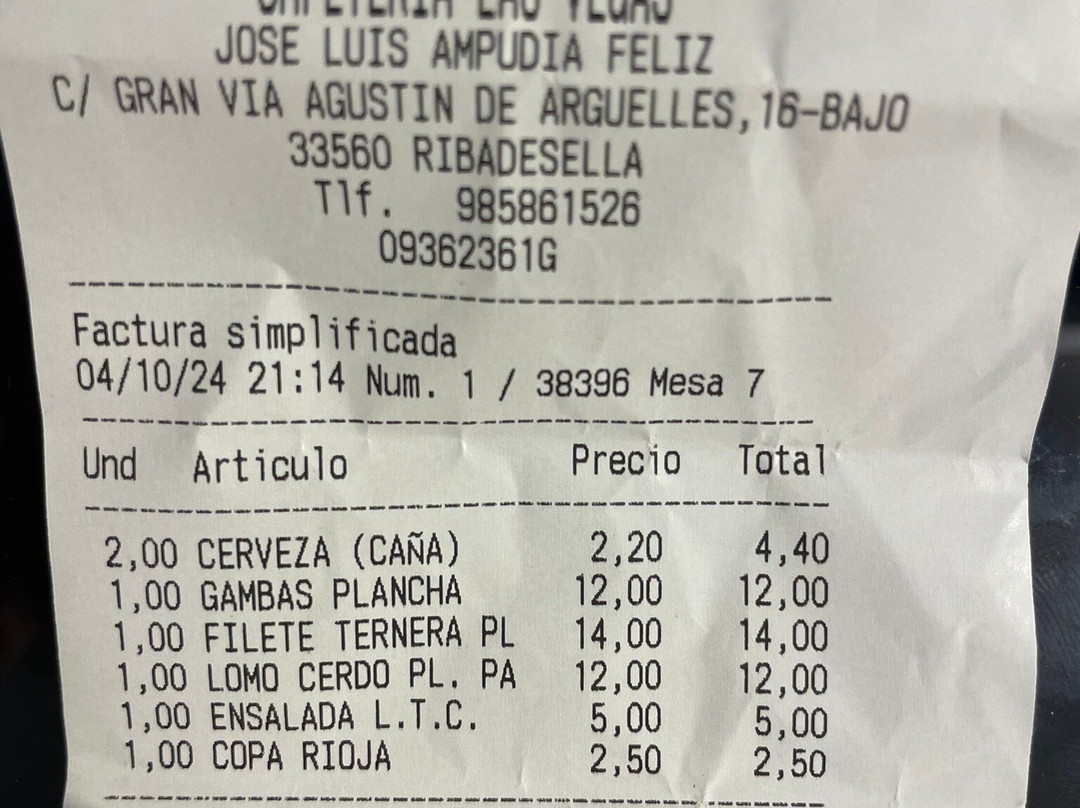 CAFETERIA LAS VEGAS
JOSE LUIS AMPUDIA FELIZ
C/ GRAN VIA AGUSTIN DE ARGUELLES,16-BAJO
33560 RIBADESELLA
Tlf. 985861526
09362361G
Factura simplificada
04/10/24 21:14 Num. 1 / 38396 Mesa 7
Und Articulo Precio Total
2,00 CERVEZA (CAÑA) 2,20 4,40
1,00 GAMBAS PLANCHA 12,00 12,00
1,00 FILETE TERNERA PL 14,00 14,00
1,00 LOMO CERDO PL. PA 12,00 12,00
1,00 ENSALADA L.T.C. 5,00 5,00
1,00 COPA RIOJA 2,50 2,50